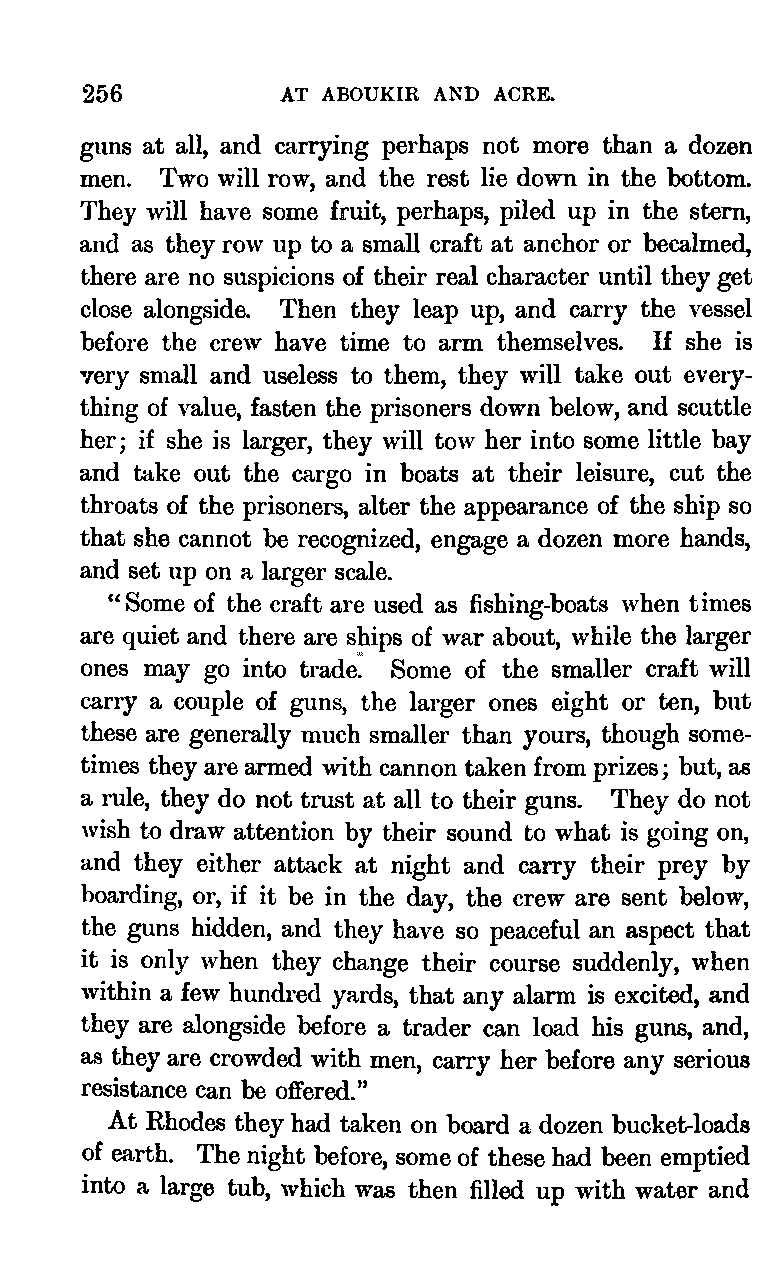 256 AT ABOUKIR AND ACRE.
guns at all, and carrying perhaps not more than a dozen
men. Two will row, and the rest lie down in the bottom.
They will have some fruit, perhaps, piled up in the stern,
and as they row up to a small craft at anchor or becalmed,
there are no suspicions of their real character until they get
close alongside. Then they leap up, and carry the vessel
before the crew have time to arm themselves. If she is
very small and useless to them, they will take out every-
thing of value, fasten the prisoners down below, and scuttle
her; if she is larger, they will tow her into some little bay
and take out the cargo in boats at their leisure, cut the
throats of the prisoners, alter the appearance of the ship so
that she cannot be recognized, engage a dozen more hands,
and set up on a larger scale.
"Some of the craft are used as fishing-boats when times
are quiet and there are ships of war about, while the larger
ones may go into trade. Some of the smaller craft will
carry a couple of guns, the larger ones eight or ten, but
these are generally much smaller than yours, though some-
times they are armed with cannon taken from prizes; but, as
a rule, they do not trust at all to their guns. They do not
wish to draw attention by their sound to what is going on,
and they either attack at night and carry their prey by
boarding, or, if it be in the day, the crew are sent below,
the guns hidden, and they have so peaceful an aspect that
it is only when they change their course suddenly, when
within a few hundred yards, that any alarm is excited, and
they are alongside before a trader can load his guns, and,
as they are crowded with men, carry her before any serious
resistance can be offered."
At Rhodes they had taken on board a dozen bucket-loads
of earth. The night before, some of these had been emptied
into a large tub, which was then filled up with water and